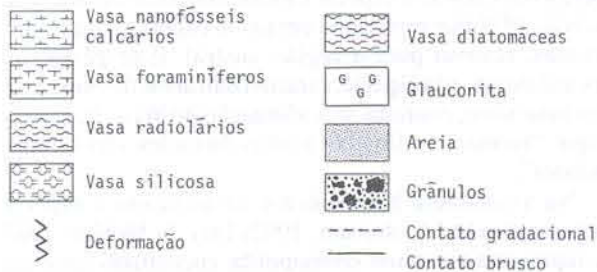 Vasa nanofósseis
calcários
Vasa foraminíferos
Vasa radiolários
Vasa silicosa
Deformação
Vasa diatomáceas
G G
G
Glauconita
Areia
Grânulos
Contato gradacional
Contato brusco